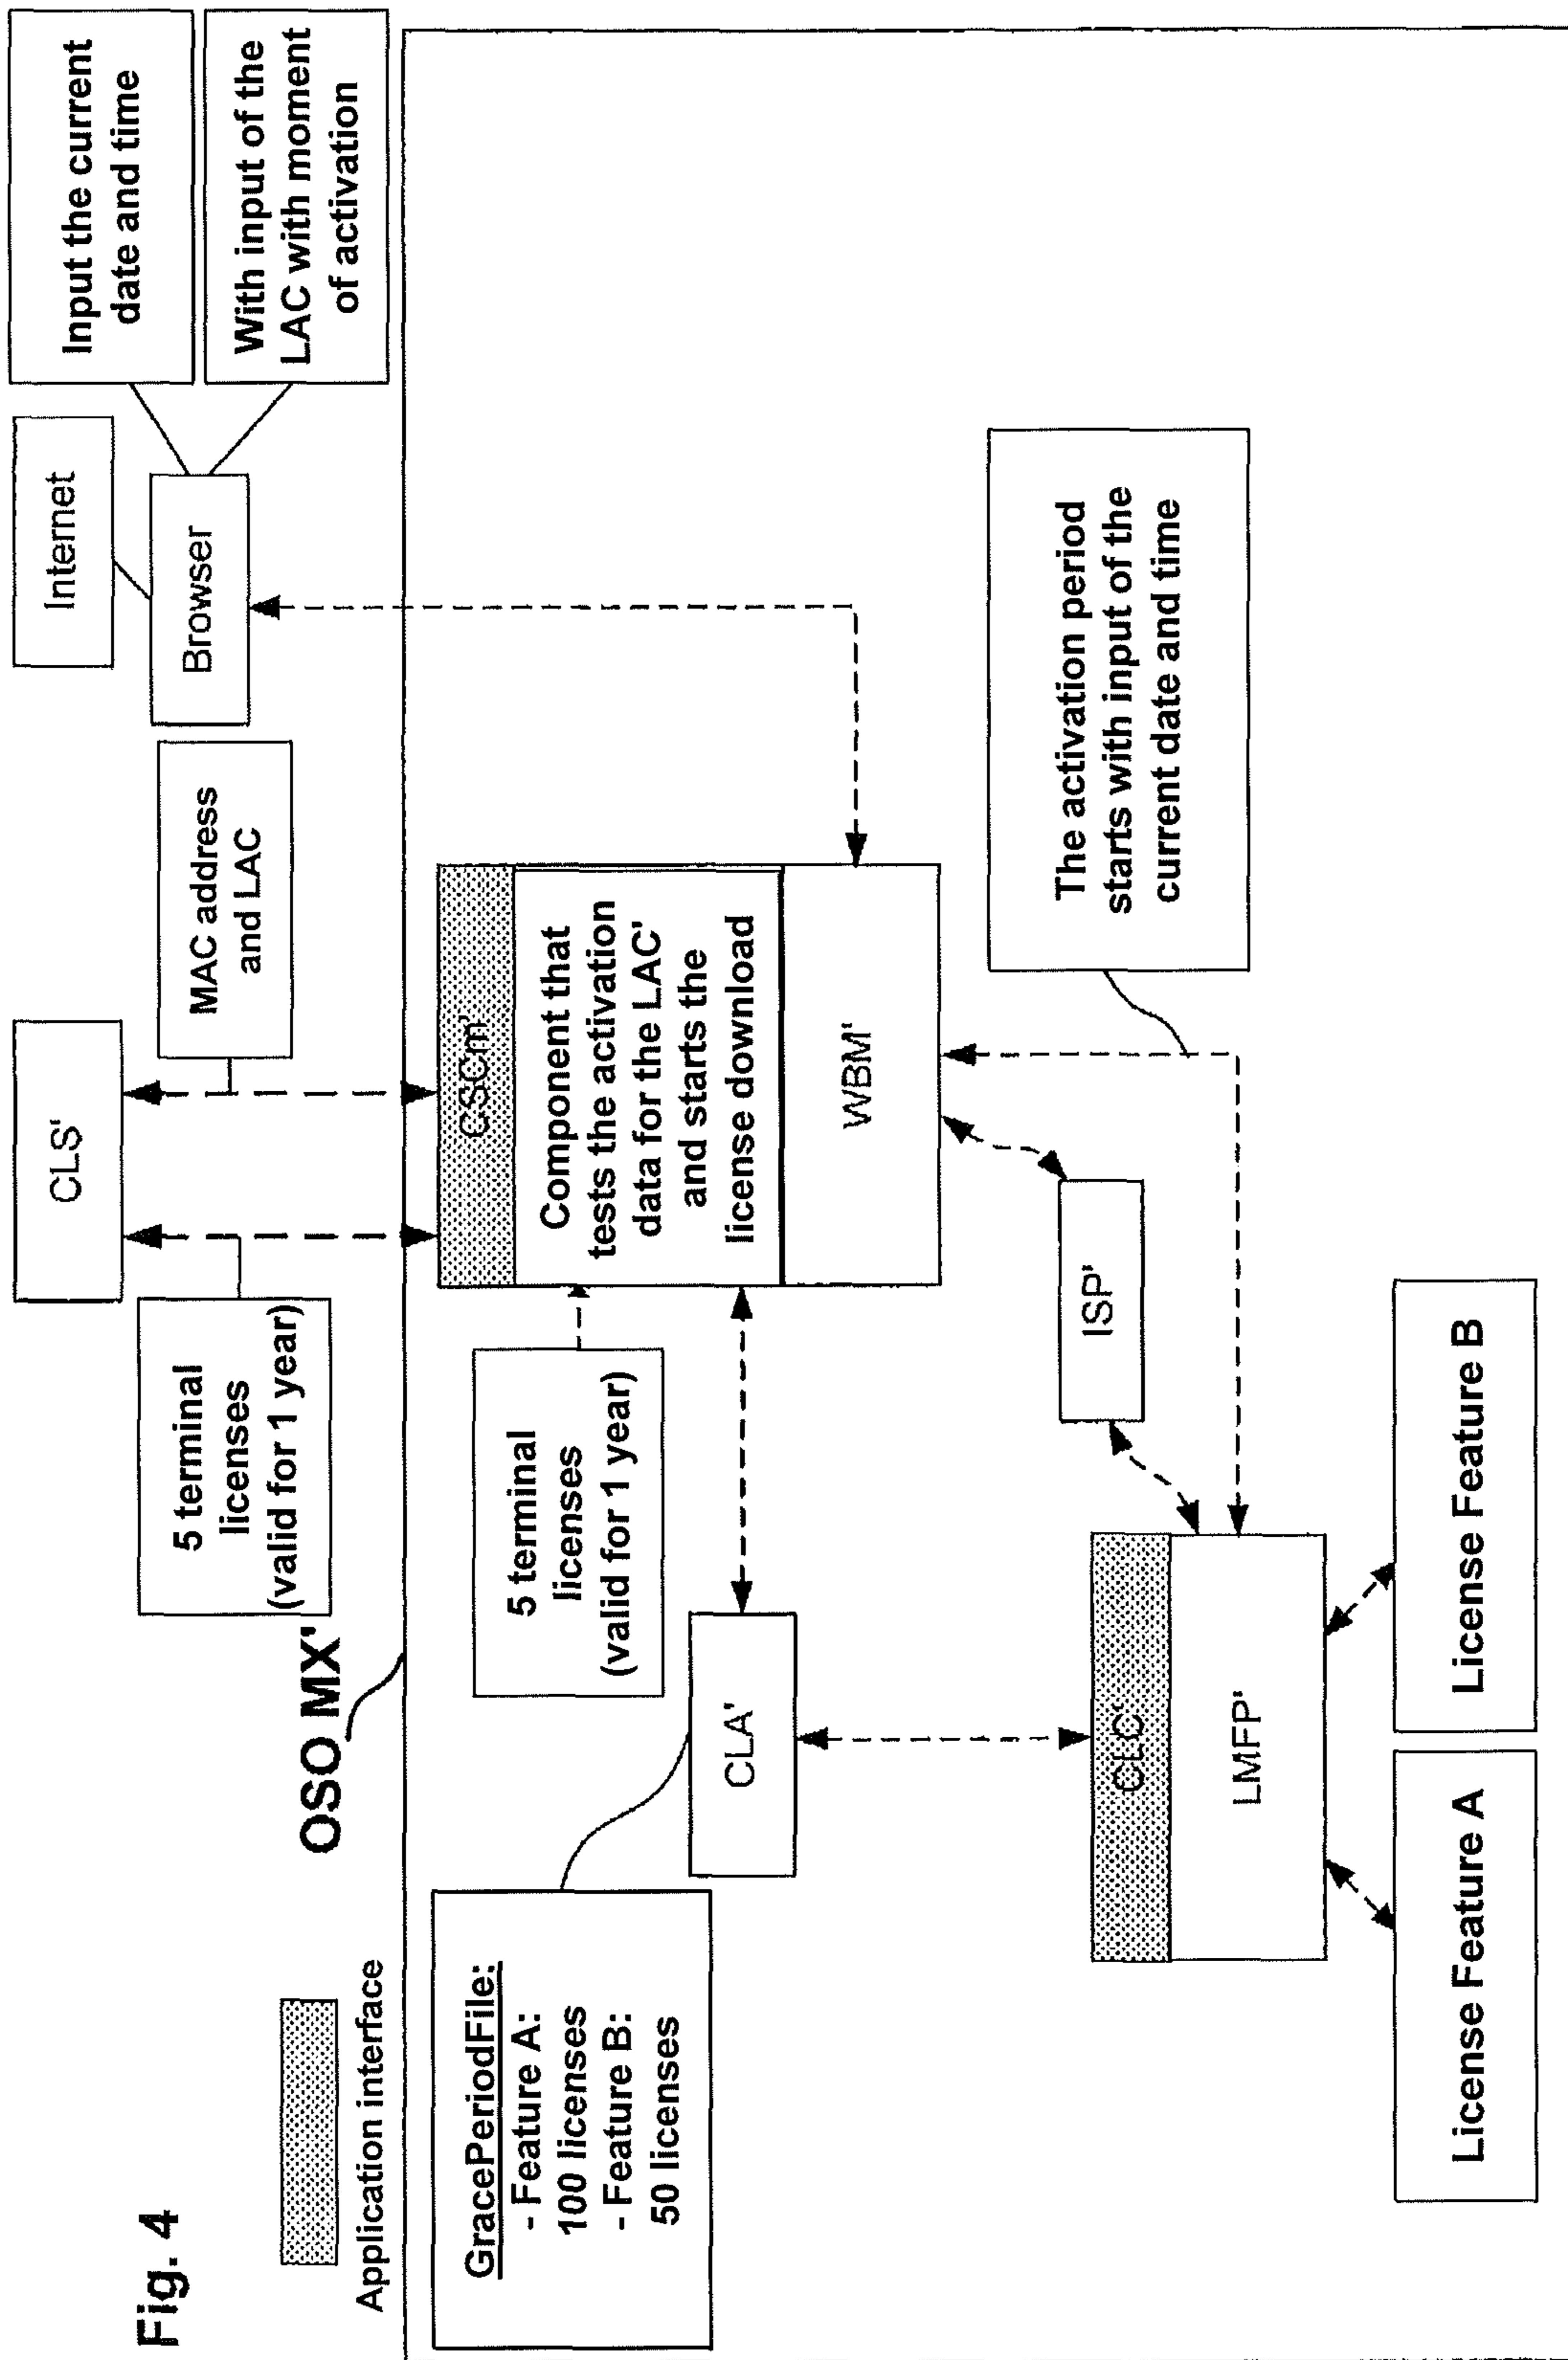 Fig. 4
Application interface
OSO MX'
GracePeriodFile:
- Feature A:
100 licenses
- Feature B:
50 licenses
5 terminal
licenses
(valid for 1 year)
CLS'
MAC address
and LAC
Internet
Browser
Input the current
date and time
With input of the
LAC with moment
of activation
5 terminal
licenses
(valid for 1 year)
CSCm'
Component that
tests the activation
data for the LAC'
and starts the
license download
WBM'
CLA'
ISP'
The activation period
starts with input of the
current date and time
CLC'
LMFP'
License Feature A
License Feature B